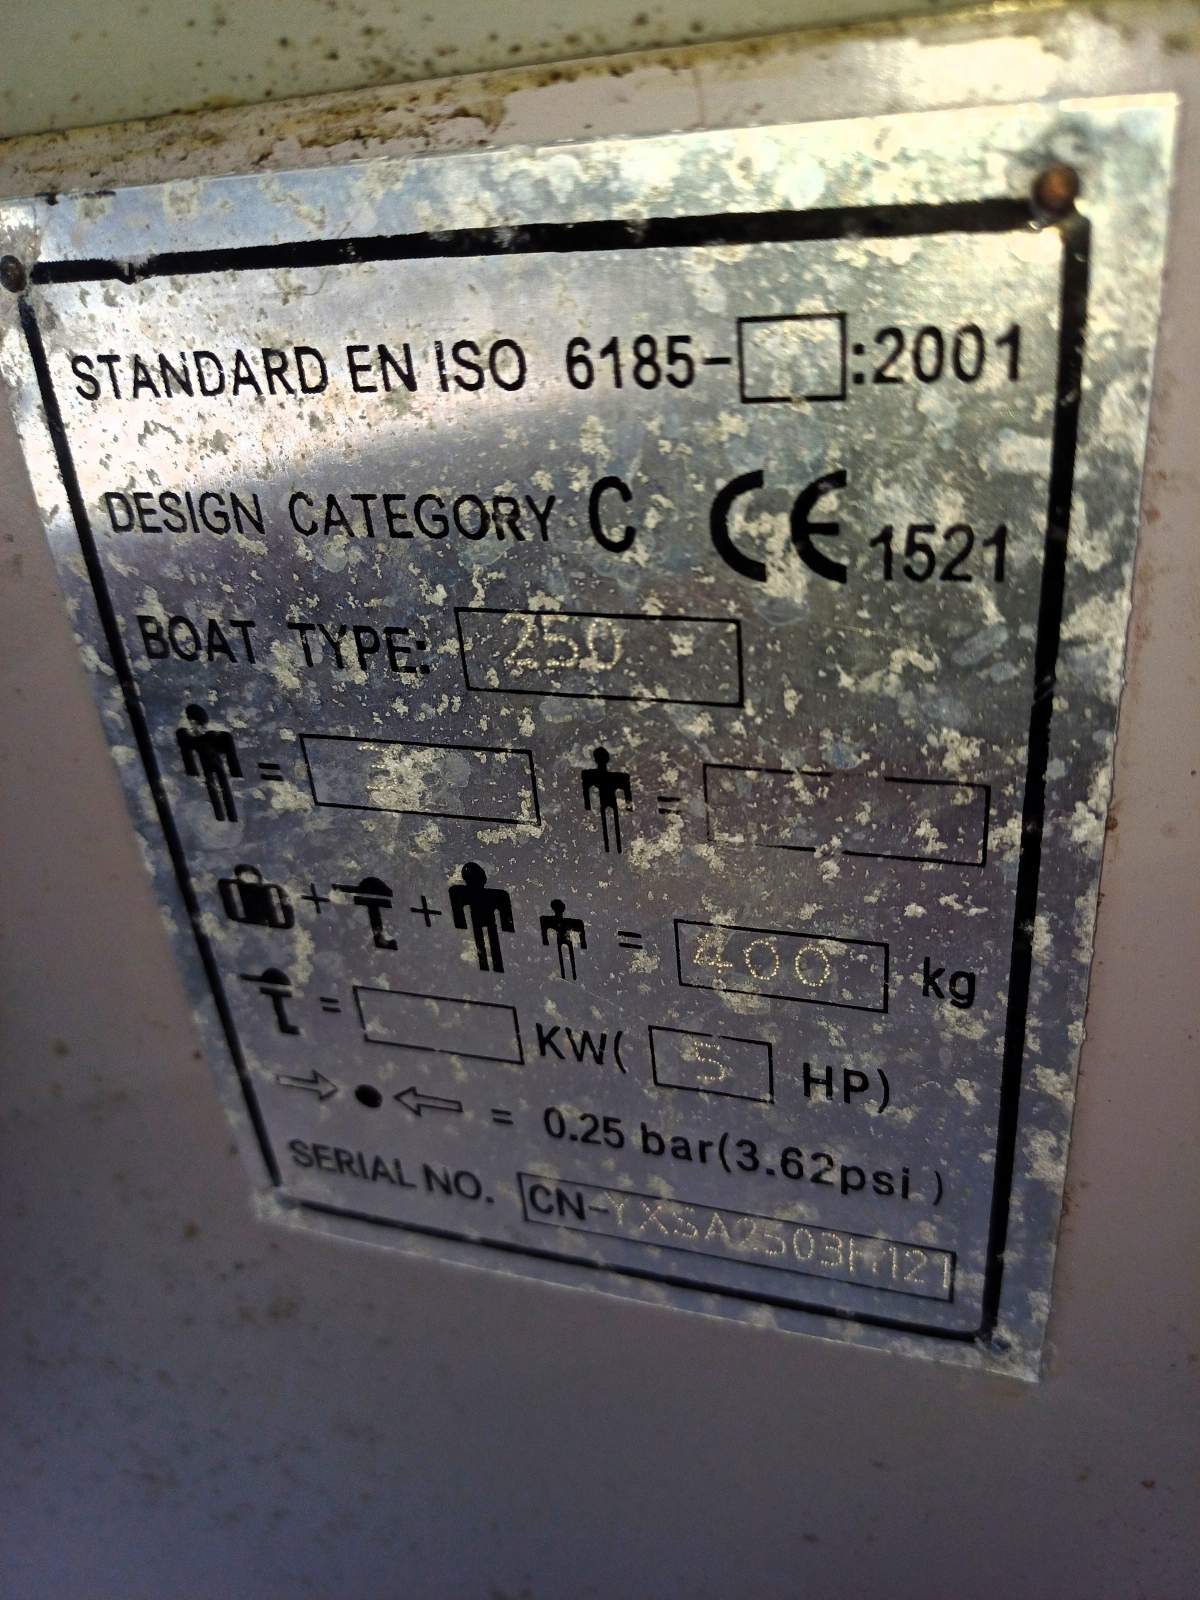 STANDARD EN ISO 6185-:2001
DESIGN CATEGORY C CE 1521
BOAT TYPE: 250
=
=
+ + = 400 kg
= KW( 5 HP)
= 0.25 bar(3.62psi)
SERIAL NO. CN-YXSA2503H121